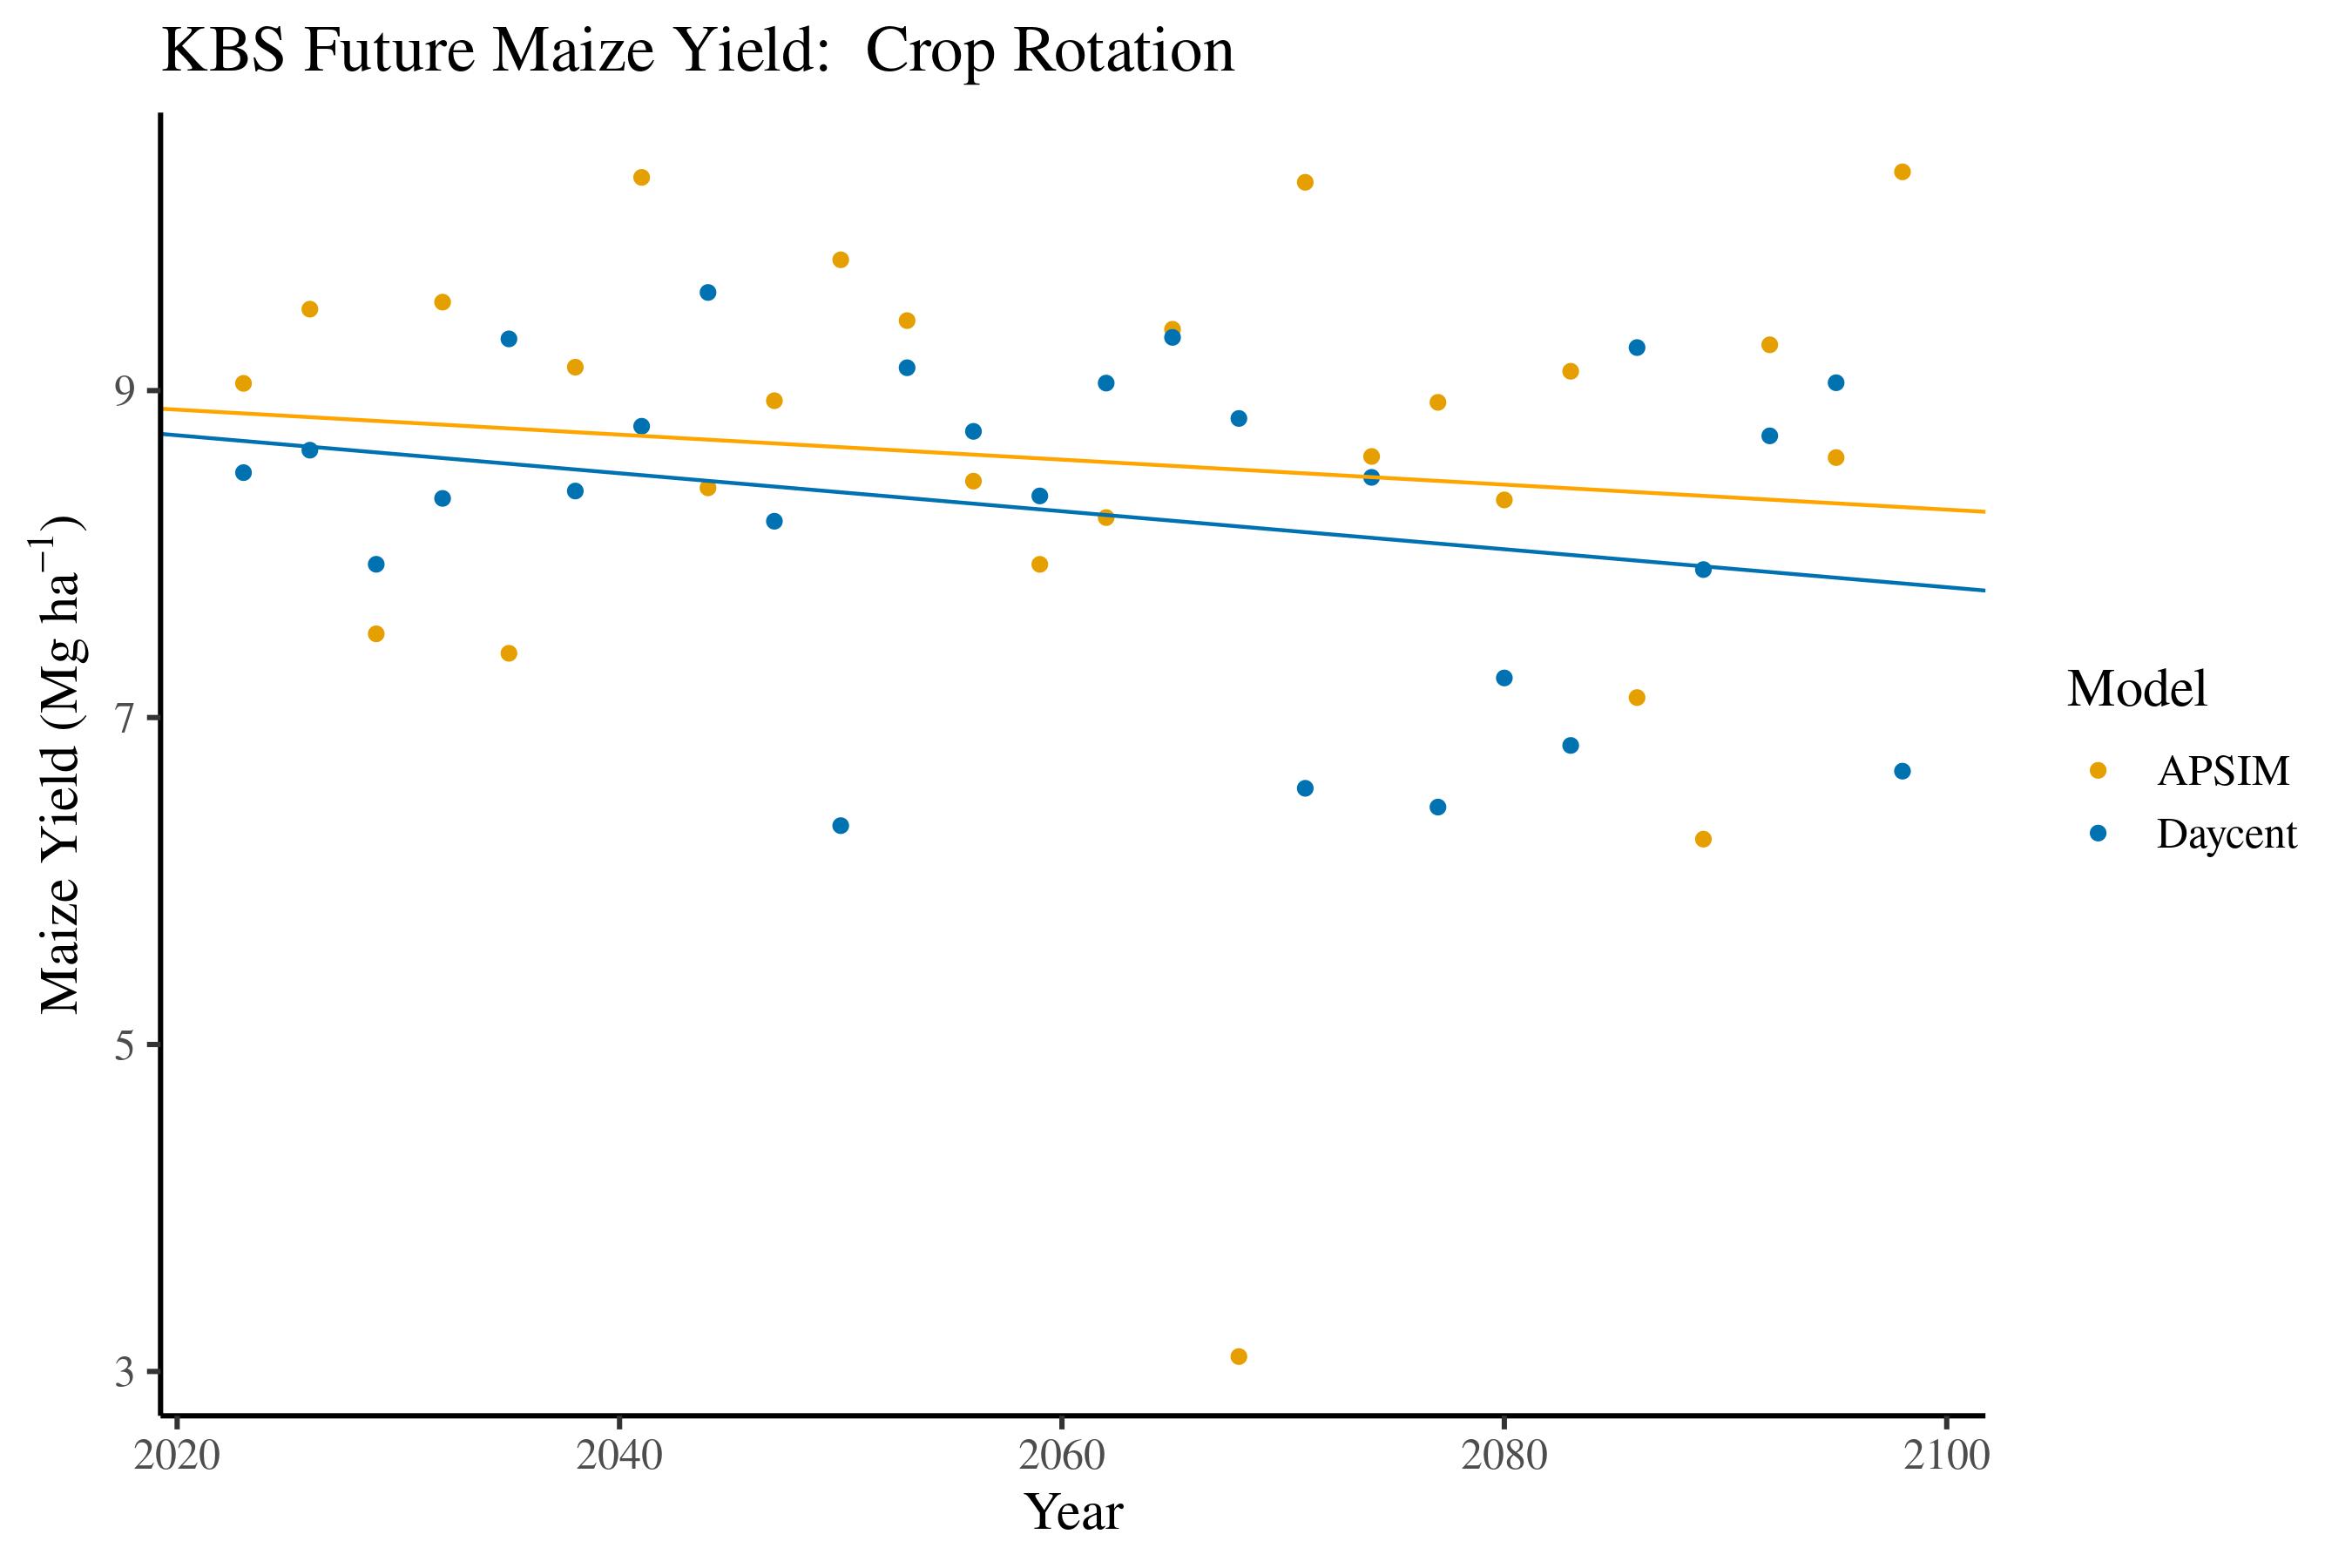 KBS Future Maize Yield:  Crop Rotation
Maize Yield (Mg ha⁻¹)
9
7
5
3
2020 2040 2060 2080 2100
Year
Model
APSIM
Daycent